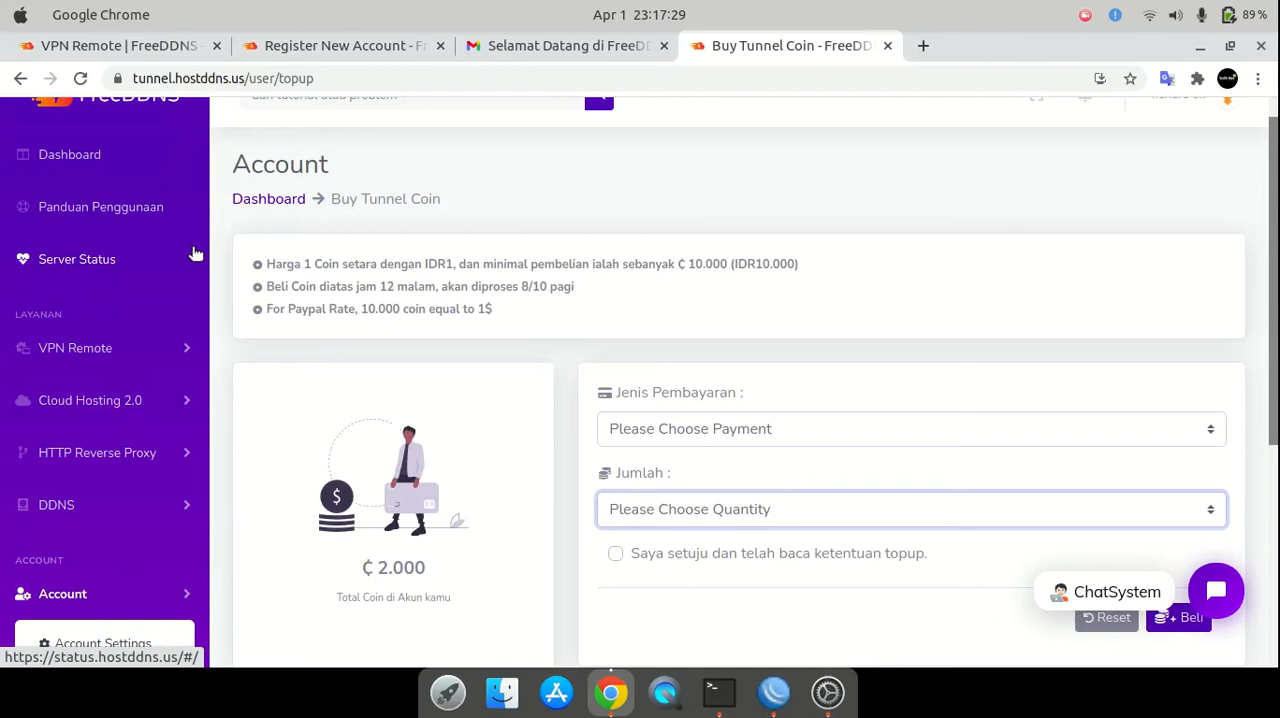 Google Chrome
Apr 1  23:17:29
89 %
VPN Remote | FreeDDNS -
Register New Account - F
Selamat Datang di FreeD
Buy Tunnel Coin - FreeDD
tunnel.hostddns.us/user/topup
FreeDDNS
Cari tutorial atau problem
Dashboard
Panduan Penggunaan
Server Status
LAYANAN
VPN Remote
Cloud Hosting 2.0
HTTP Reverse Proxy
DDNS
ACCOUNT
Account
Account Settings
https://status.hostddns.us/#/
Account
Dashboard → Buy Tunnel Coin
Harga 1 Coin setara dengan IDR1, dan minimal pembelian ialah sebanyak ₵ 10.000 (IDR10.000)
Beli Coin diatas jam 12 malam, akan diproses 8/10 pagi
For Paypal Rate, 10.000 coin equal to 1$
₵ 2.000
Total Coin di Akun kamu
Jenis Pembayaran :
Please Choose Payment
Jumlah :
Please Choose Quantity
Saya setuju dan telah baca ketentuan topup.
ChatSystem
Reset
Beli